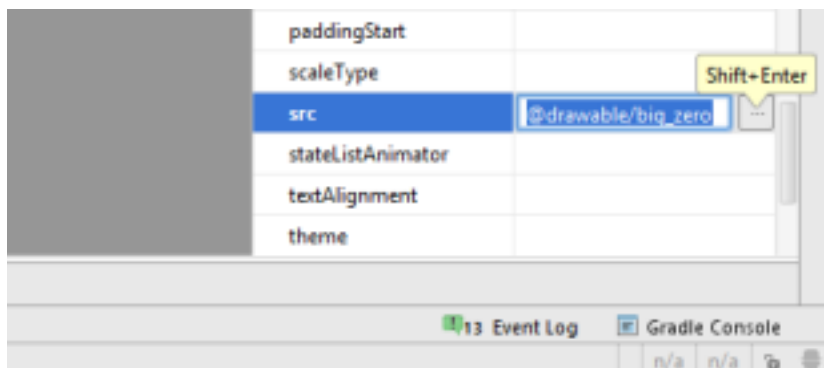 paddingStart
scaleType
Shift+Enter
src @drawable/big_zero ...
stateListAnimator
textAlignment
theme
13 Event Log Gradle Console
n/a n/a